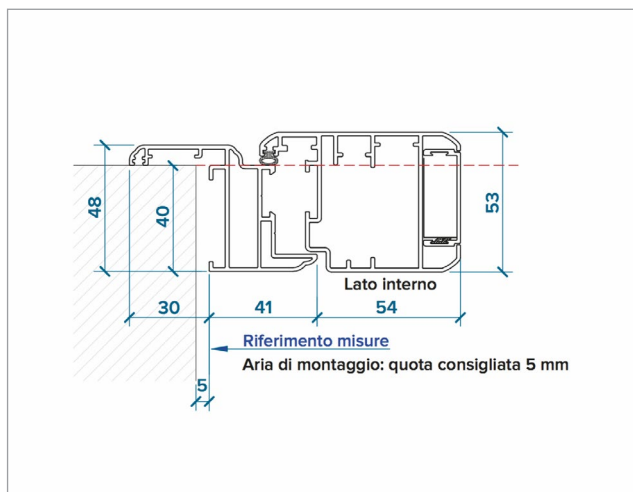 48
40
53
Lato interno
30
41
54
Riferimento misure
Aria di montaggio: quota consigliata 5 mm
5